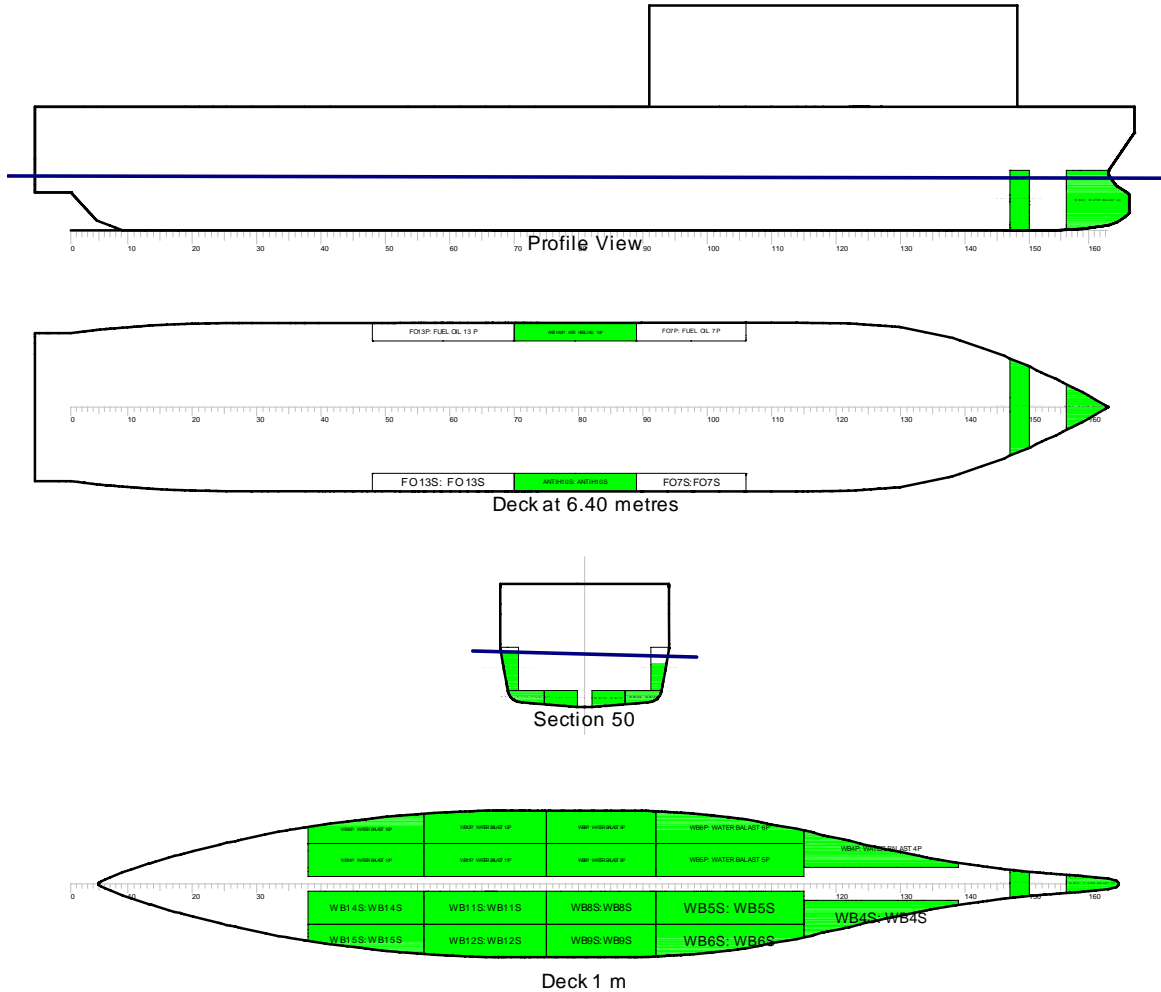 0 10 20 30 40 50 60 70 80 90 100 110 120 130 140 150 160
Profile View
FO13P: FUEL OIL 13 P FO7P: FUEL OIL 7P
0 10 20 30 40 50 60 70 80 90 100 110 120 130 140 150 160
FO13S: FO13S ANTIH10S: ANTIH10S FO7S:FO7S
Deck at 6.40 metres
Section 50
WB6P: WATER BALAST 6P
WB4P: WATER BALAST 4P
WB5P: WATER BALAST 5P
0 10 20 30 120 130 140 150 160
WB14S: WB14S WB11S: WB11S WB8S: WB8S WB5S: WB5S
WB4S: WB4S
WB15S: WB15S WB12S: WB12S WB9S: WB9S WB6S: WB6S
Deck 1 m